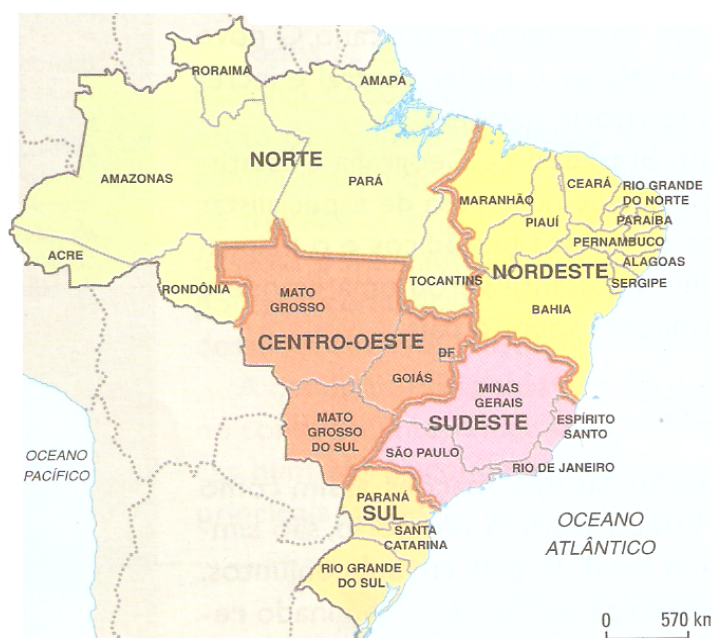 RORAIMA
AMAPÁ
NORTE
AMAZONAS
PARÁ
MARANHÃO
CEARÁ
RIO GRANDE
DO NORTE
PARAÍBA
PIAUÍ
PERNAMBUCO
ALAGOAS
ACRE
NORDESTE
SERGIPE
RONDÔNIA
TOCANTINS
MATO
GROSSO
BAHIA
CENTRO-OESTE
DF
GOIÁS
MINAS
GERAIS
SUDESTE
MATO
GROSSO
DO SUL
ESPÍRITO
SANTO
SÃO PAULO
RIO DE JANEIRO
OCEANO
PACÍFICO
PARANÁ
SUL
OCEANO
ATLÂNTICO
SANTA
CATARINA
RIO GRANDE
DO SUL
0 570 km